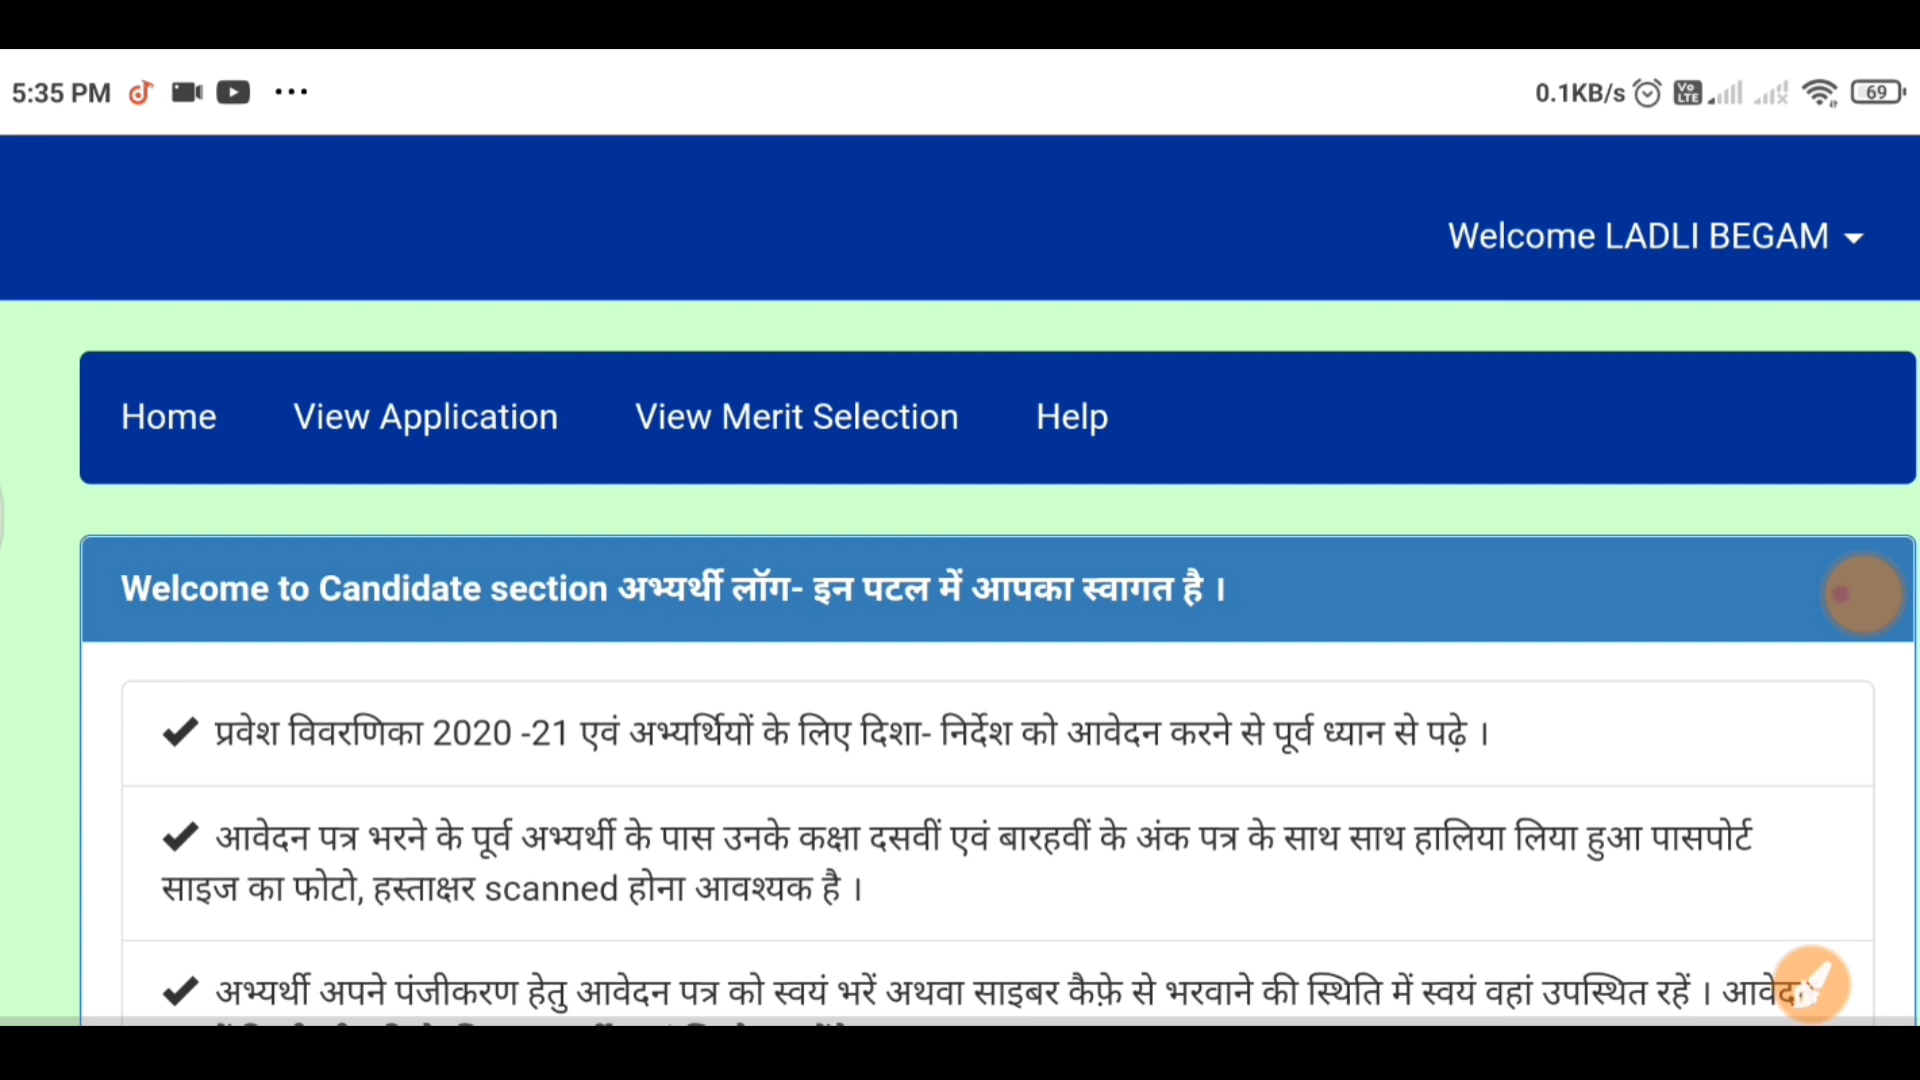 5:35 PM
0.1KB/s
Vo
LTE
69
Welcome LADLI BEGAM
Home View Application View Merit Selection Help
Welcome to Candidate section अभ्यर्थी लॉग- इन पटल में आपका स्वागत है ।
प्रवेश विवरणिका 2020 -21 एवं अभ्यर्थियों के लिए दिशा- निर्देश को आवेदन करने से पूर्व ध्यान से पढ़े ।
आवेदन पत्र भरने के पूर्व अभ्यर्थी के पास उनके कक्षा दसवीं एवं बारहवीं के अंक पत्र के साथ साथ हालिया लिया हुआ पासपोर्ट
साइज का फोटो, हस्ताक्षर scanned होना आवश्यक है ।
अभ्यर्थी अपने पंजीकरण हेतु आवेदन पत्र को स्वयं भरें अथवा साइबर कैफ़े से भरवाने की स्थिति में स्वयं वहां उपस्थित रहें ।